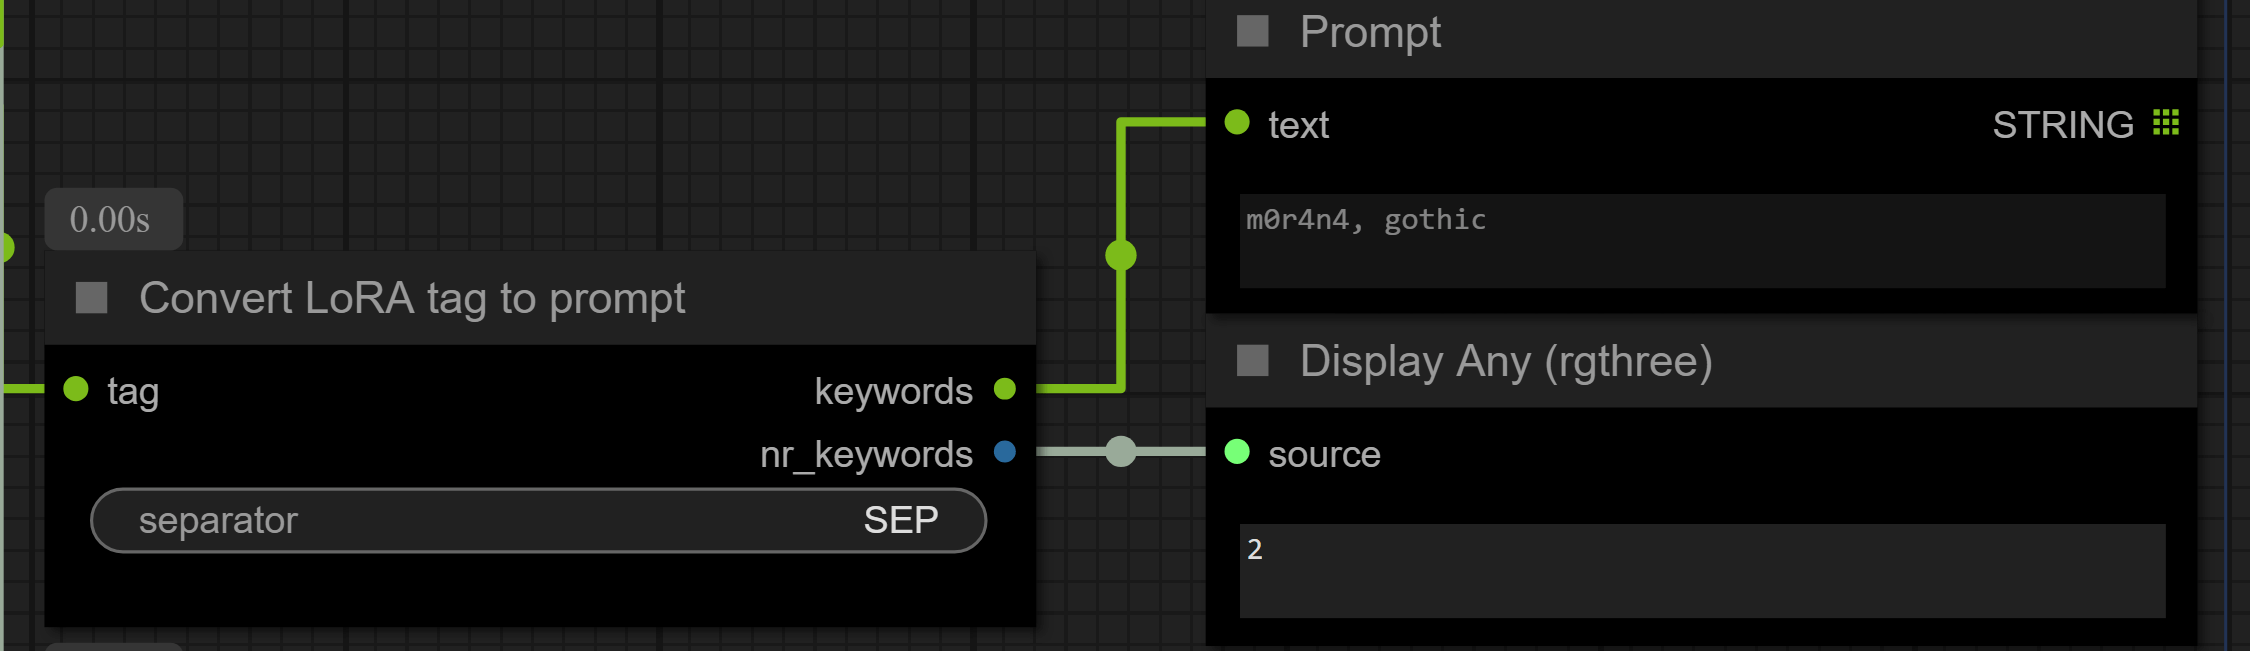 Prompt
text
STRING
m0r4n4, gothic
0.00s
Convert LoRA tag to prompt
tag
keywords
nr_keywords
separator
SEP
Display Any (rgthree)
source
2